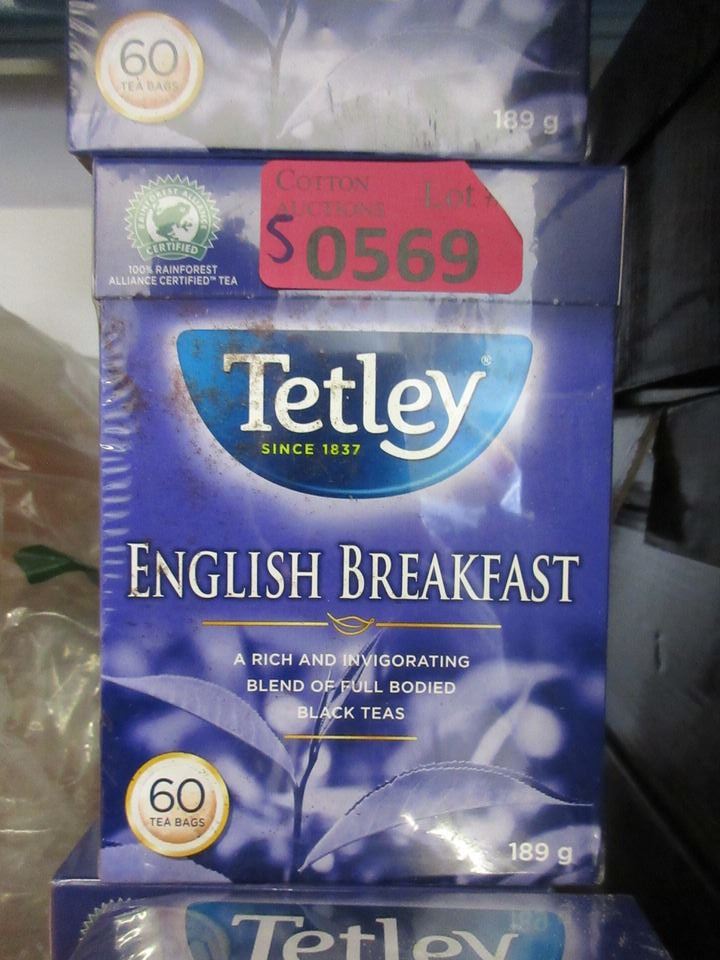 60
TEA BAGS
189 g
RAINFOREST ALLIANCE
CERTIFIED
100% RAINFOREST
ALLIANCE CERTIFIED™ TEA
COTTON
AUCTIONS
Lot #
S 0569
Tetley®
SINCE 1837
ENGLISH BREAKFAST
A RICH AND INVIGORATING
BLEND OF FULL BODIED
BLACK TEAS
60
TEA BAGS
189 g
Tetley